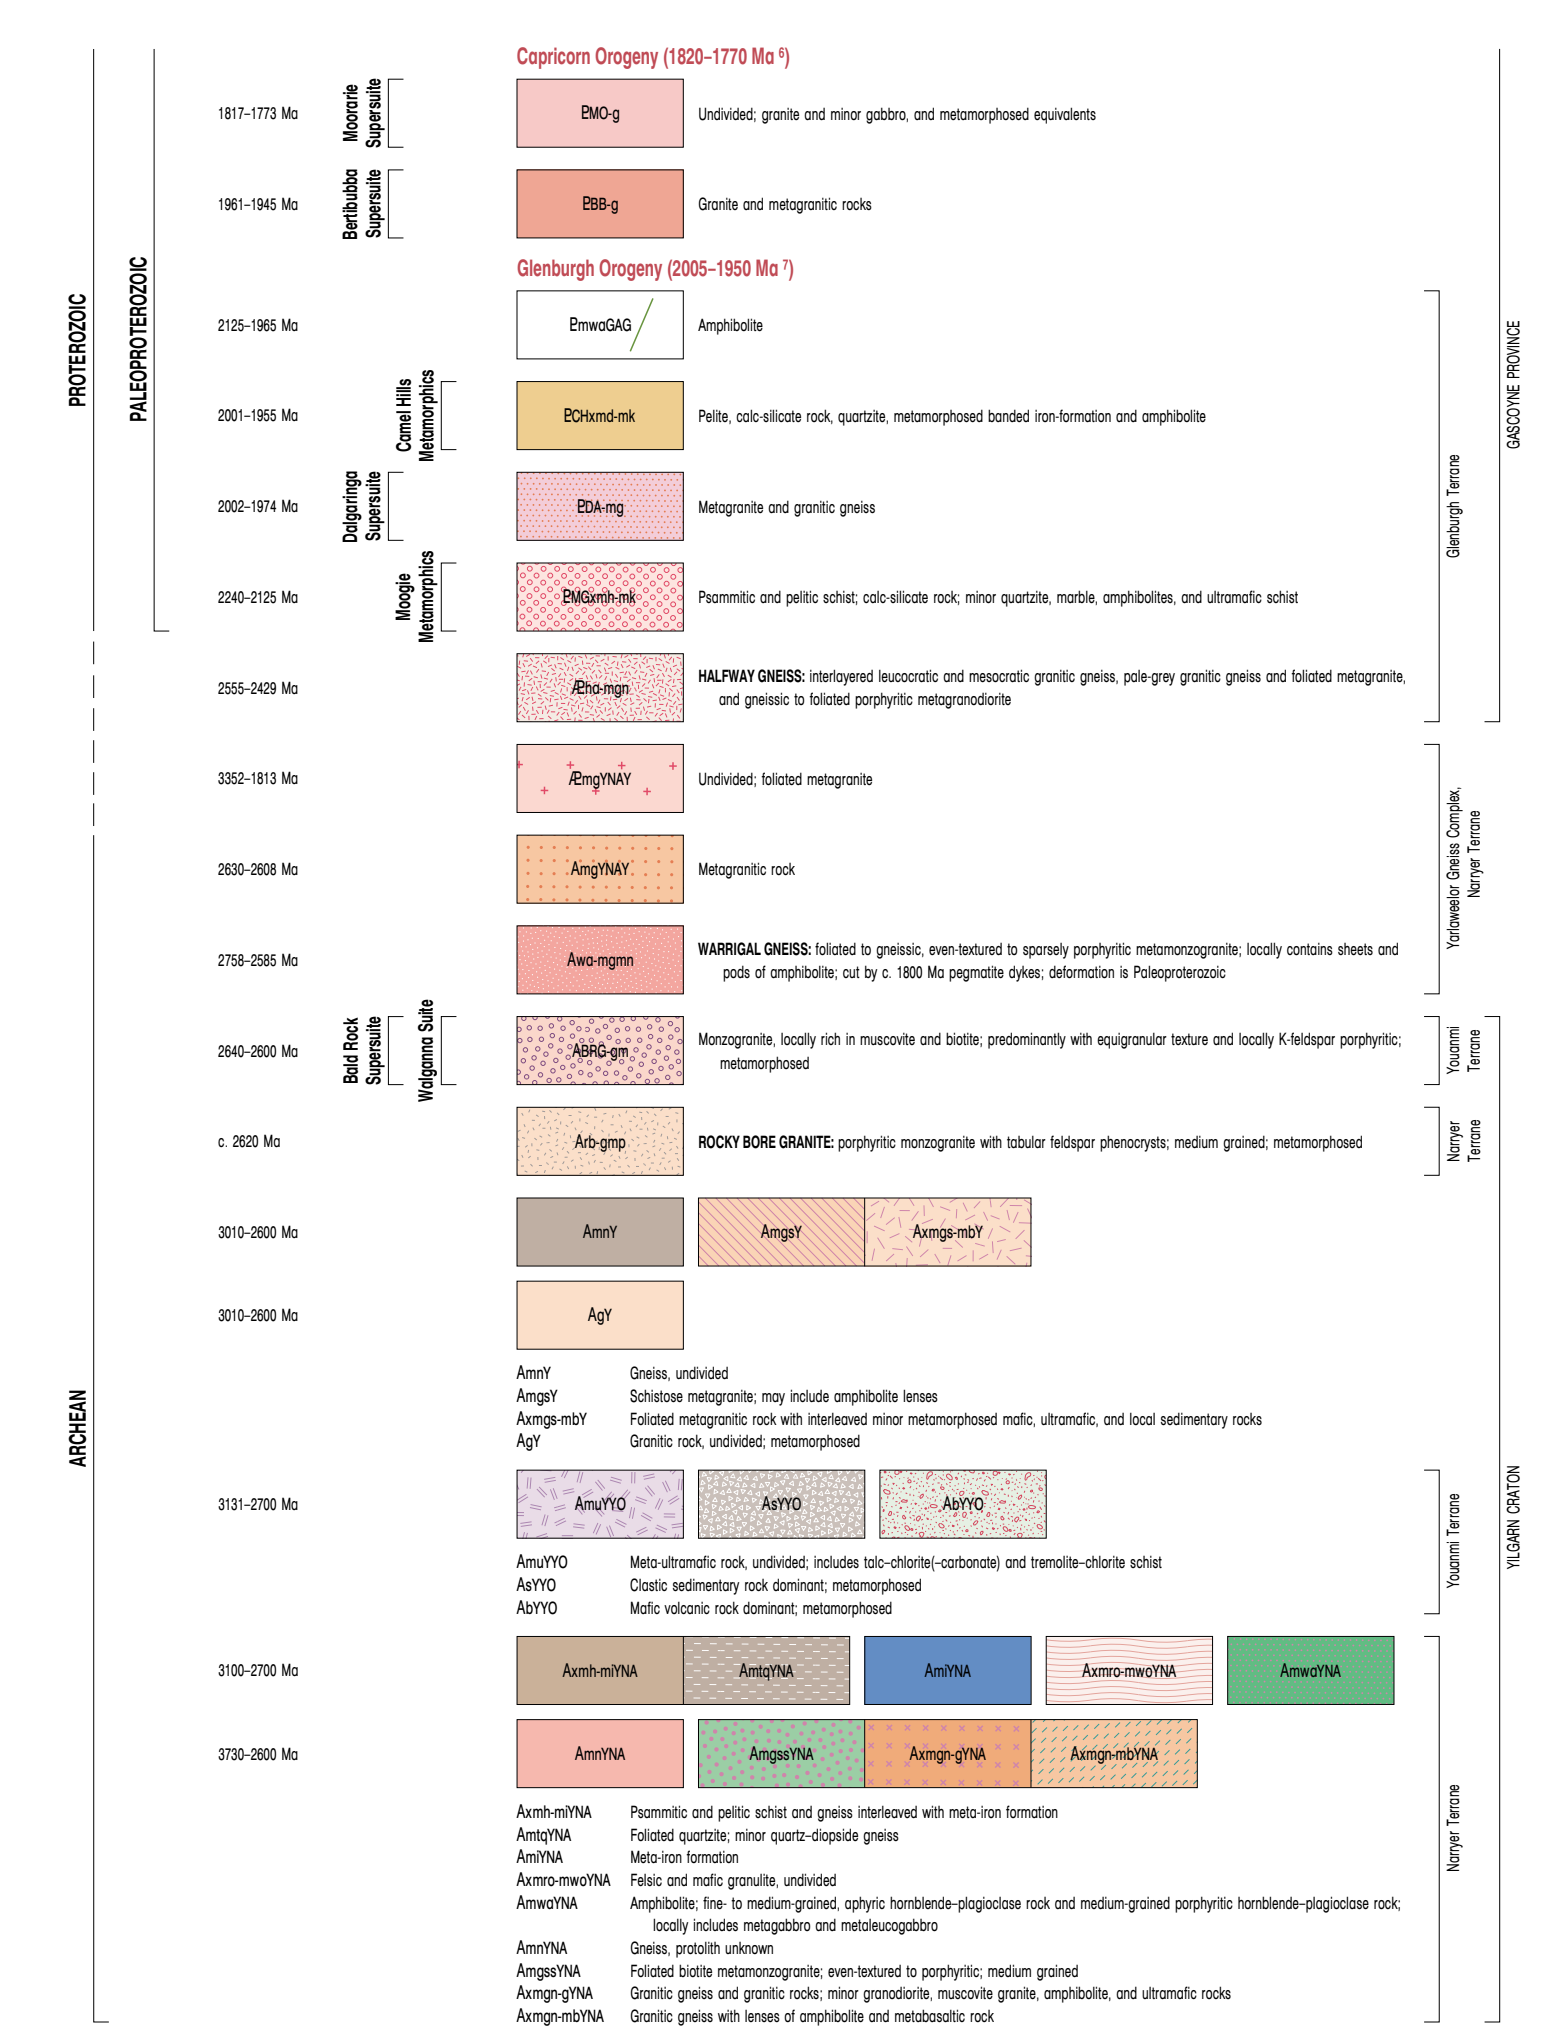 Capricorn Orogeny (1820–1770 Ma ⁶)
1817–1773 Ma
Moorarie
Supersuite
PMO-g
Undivided; granite and minor gabbro, and metamorphosed equivalents
1961–1945 Ma
Bertibubba
Supersuite
PBB-g
Granite and metagranitic rocks
Glenburgh Orogeny (2005–1950 Ma ⁷)
2125–1965 Ma
PmwaGAG
Amphibolite
2001–1955 Ma
Camel Hills
Metamorphics
PCHxmd-mk
Pelite, calc-silicate rock, quartzite, metamorphosed banded iron-formation and amphibolite
2002–1974 Ma
Dalgaringa
Supersuite
PDA-mg
Metagranite and granitic gneiss
2240–2125 Ma
Moogie
Metamorphics
PMGxmh-mk
Psammitic and pelitic schist; calc-silicate rock; minor quartzite, marble, amphibolites, and ultramafic schist
PROTEROZOIC
PALEOPROTEROZOIC
Glenburgh Terrane
GASCOYNE PROVINCE
2555–2429 Ma
APha-mgn
HALFWAY GNEISS: interlayered leucocratic and mesocratic granitic gneiss, pale-grey granitic gneiss and foliated metagranite,
and gneissic to foliated porphyritic metagranodiorite
3352–1813 Ma
APmgYNAY
Undivided; foliated metagranite
2630–2608 Ma
AmgYNAY
Metagranitic rock
2758–2585 Ma
Awa-mgmn
WARRIGAL GNEISS: foliated to gneissic, even-textured to sparsely porphyritic metamonzogranite; locally contains sheets and
pods of amphibolite; cut by c. 1800 Ma pegmatite dykes; deformation is Paleoproterozoic
Yarlaweelor Gneiss Complex,
Narryer Terrane
2640–2600 Ma
Bald Rock
Supersuite
Walganna Suite
ABRG-gm
Monzogranite, locally rich in muscovite and biotite; predominantly with equigranular texture and locally K-feldspar porphyritic;
metamorphosed
Youanmi
Terrane
c. 2620 Ma
Arb-gmp
ROCKY BORE GRANITE: porphyritic monzogranite with tabular feldspar phenocrysts; medium grained; metamorphosed
Narryer
Terrane
3010–2600 Ma
AmnY
AmgsY
Axmgs-mbY
3010–2600 Ma
AgY
AmnY Gneiss, undivided
AmgsY Schistose metagranite; may include amphibolite lenses
Axmgs-mbY Foliated metagranitic rock with interleaved minor metamorphosed mafic, ultramafic, and local sedimentary rocks
AgY Granitic rock, undivided; metamorphosed
ARCHEAN
3131–2700 Ma
AmuYYO
AsYYO
AbYYO
AmuYYO Meta-ultramafic rock, undivided; includes talc–chlorite(–carbonate) and tremolite–chlorite schist
AsYYO Clastic sedimentary rock dominant; metamorphosed
AbYYO Mafic volcanic rock dominant; metamorphosed
Youanmi Terrane
YILGARN CRATON
3100–2700 Ma
Axmh-miYNA
AmtqYNA
AmiYNA
Axmro-mwoYNA
AmwaYNA
3730–2600 Ma
AmnYNA
AmgssYNA
Axmgn-gYNA
Axmgn-mbYNA
Axmh-miYNA Psammitic and pelitic schist and gneiss interleaved with meta-iron formation
AmtqYNA Foliated quartzite; minor quartz–diopside gneiss
AmiYNA Meta-iron formation
Axmro-mwoYNA Felsic and mafic granulite, undivided
AmwaYNA Amphibolite; fine- to medium-grained, aphyric hornblende–plagioclase rock and medium-grained porphyritic hornblende–plagioclase rock;
locally includes metagabbro and metaleucogabbro
AmnYNA Gneiss, protolith unknown
AmgssYNA Foliated biotite metamonzogranite; even-textured to porphyritic; medium grained
Axmgn-gYNA Granitic gneiss and granitic rocks; minor granodiorite, muscovite granite, amphibolite, and ultramafic rocks
Axmgn-mbYNA Granitic gneiss with lenses of amphibolite and metabasaltic rock
Narryer Terrane